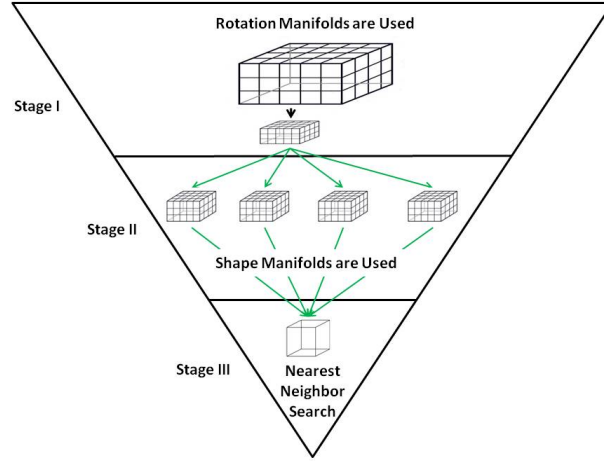 Rotation Manifolds are Used
Stage I
Stage II
Shape Manifolds are Used
Stage III
Nearest
Neighbor
Search